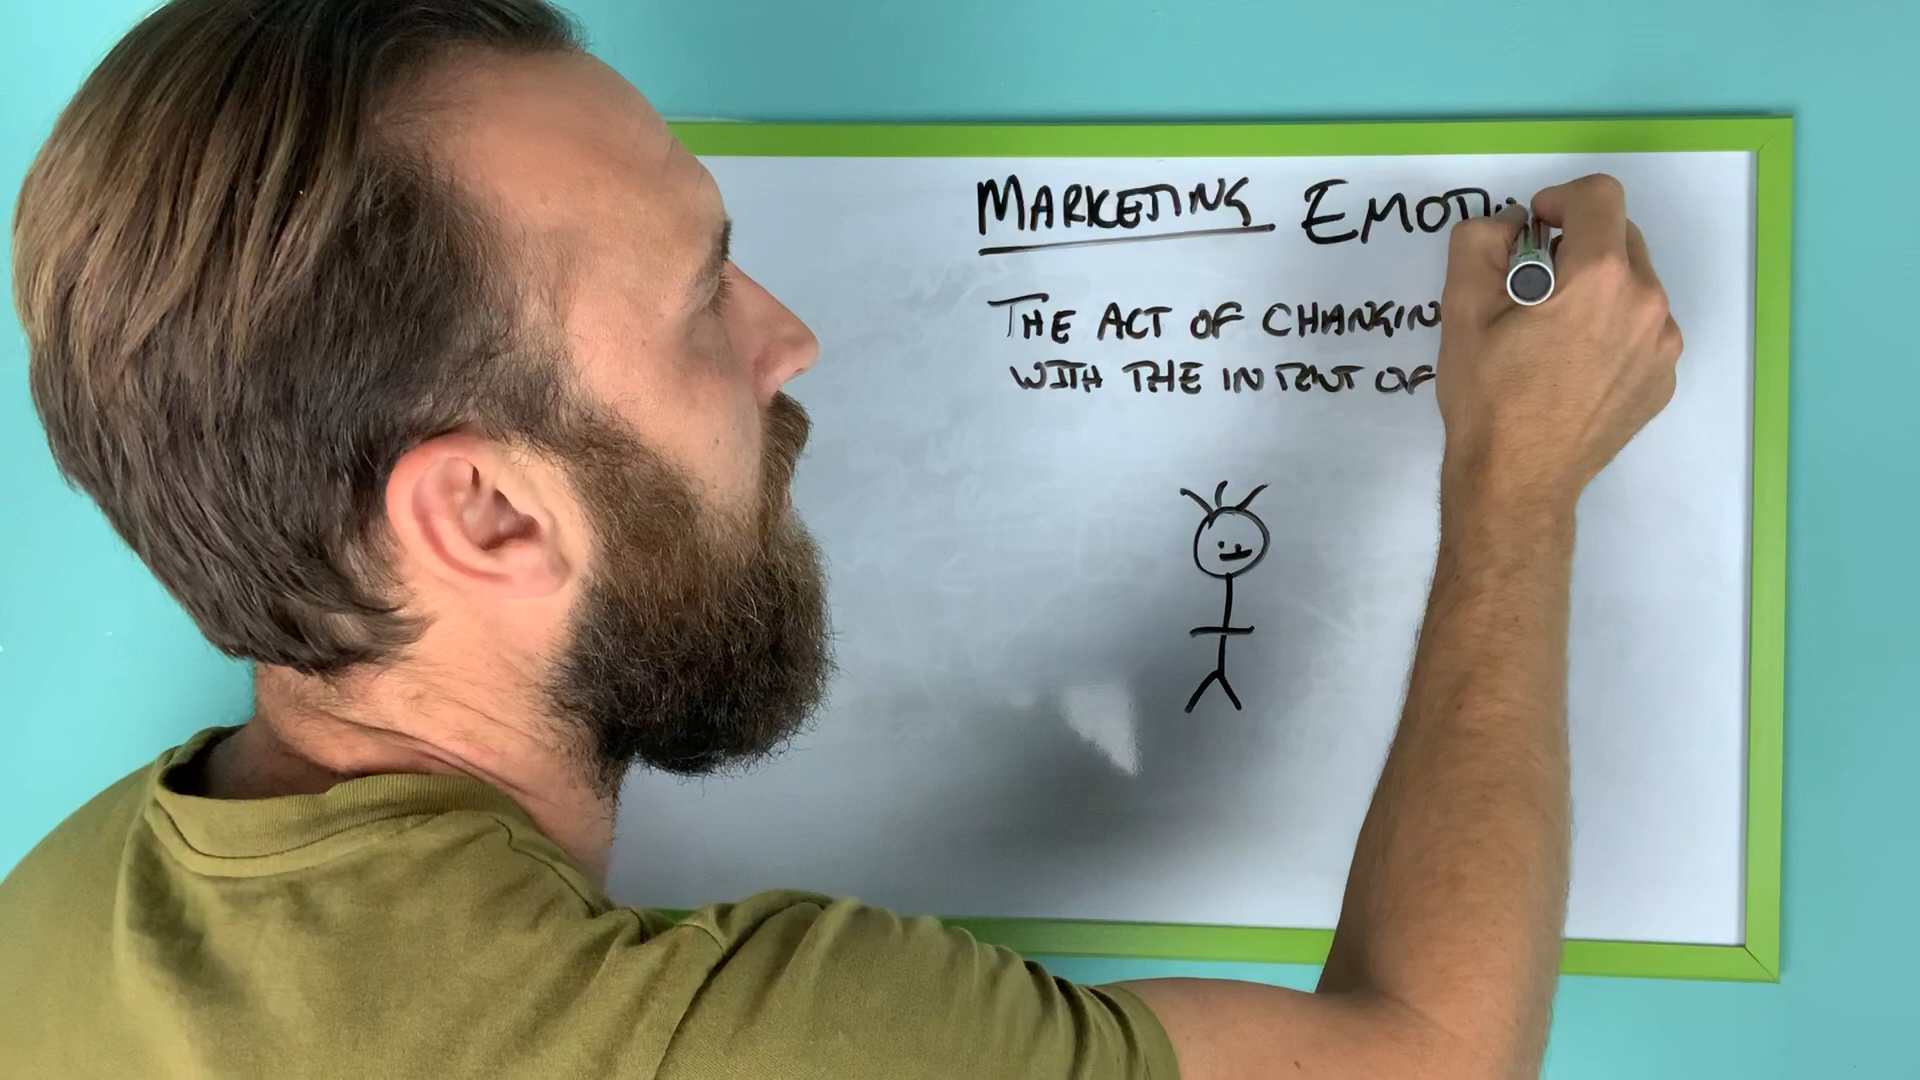 MARKETING EMOTI
THE ACT OF CHANGIN
WITH THE INTENT OF